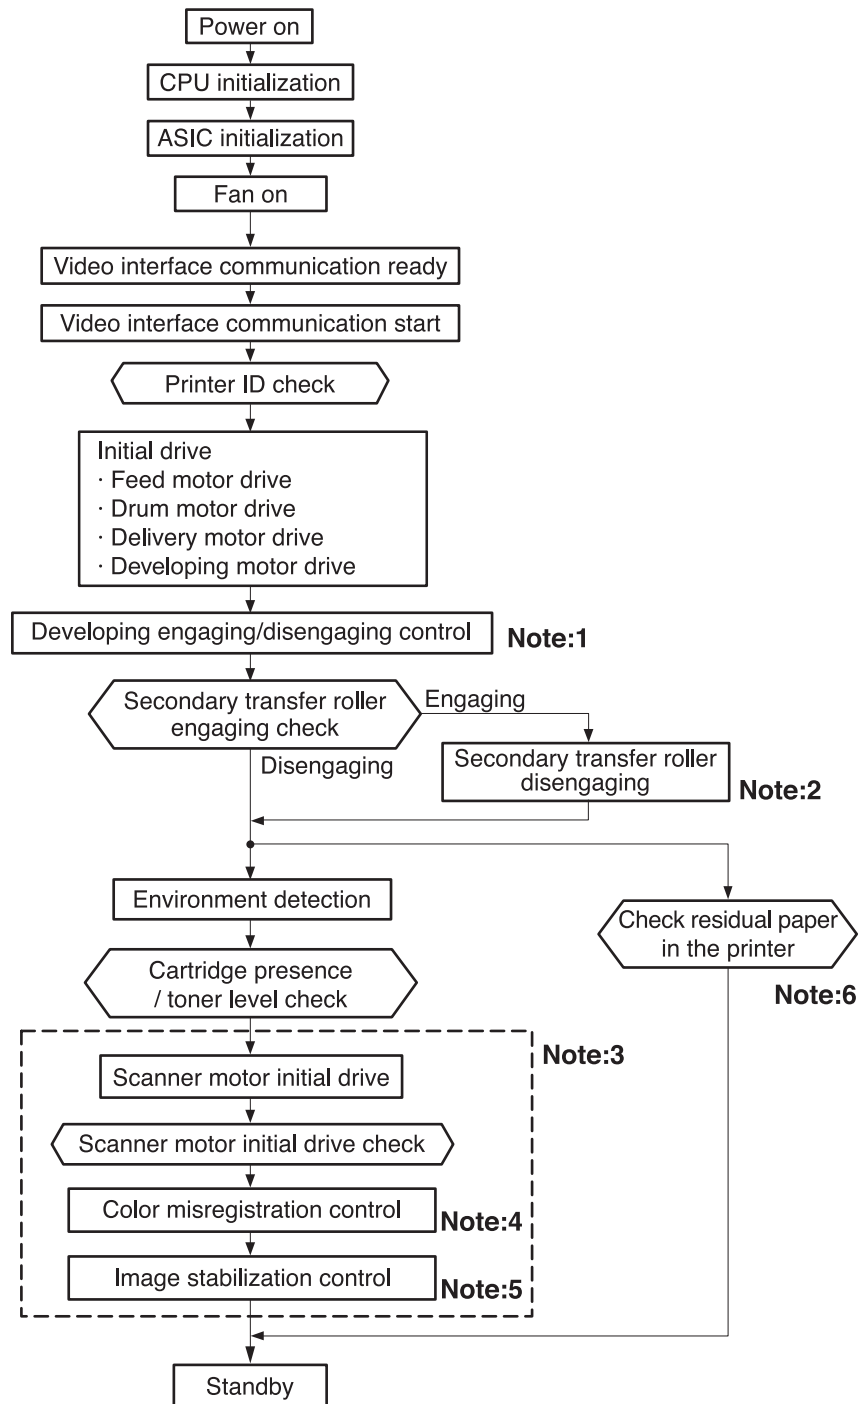 Power on
CPU initialization
ASIC initialization
Fan on
Video interface communication ready
Video interface communication start
Printer ID check
Initial drive
· Feed motor drive
· Drum motor drive
· Delivery motor drive
· Developing motor drive
Developing engaging/disengaging control
Note:1
Secondary transfer roller
engaging check
Engaging
Disengaging
Secondary transfer roller
disengaging
Note:2
Environment detection
Check residual paper
in the printer
Note:6
Cartridge presence
/ toner level check
Note:3
Scanner motor initial drive
Scanner motor initial drive check
Color misregistration control
Note:4
Image stabilization control
Note:5
Standby